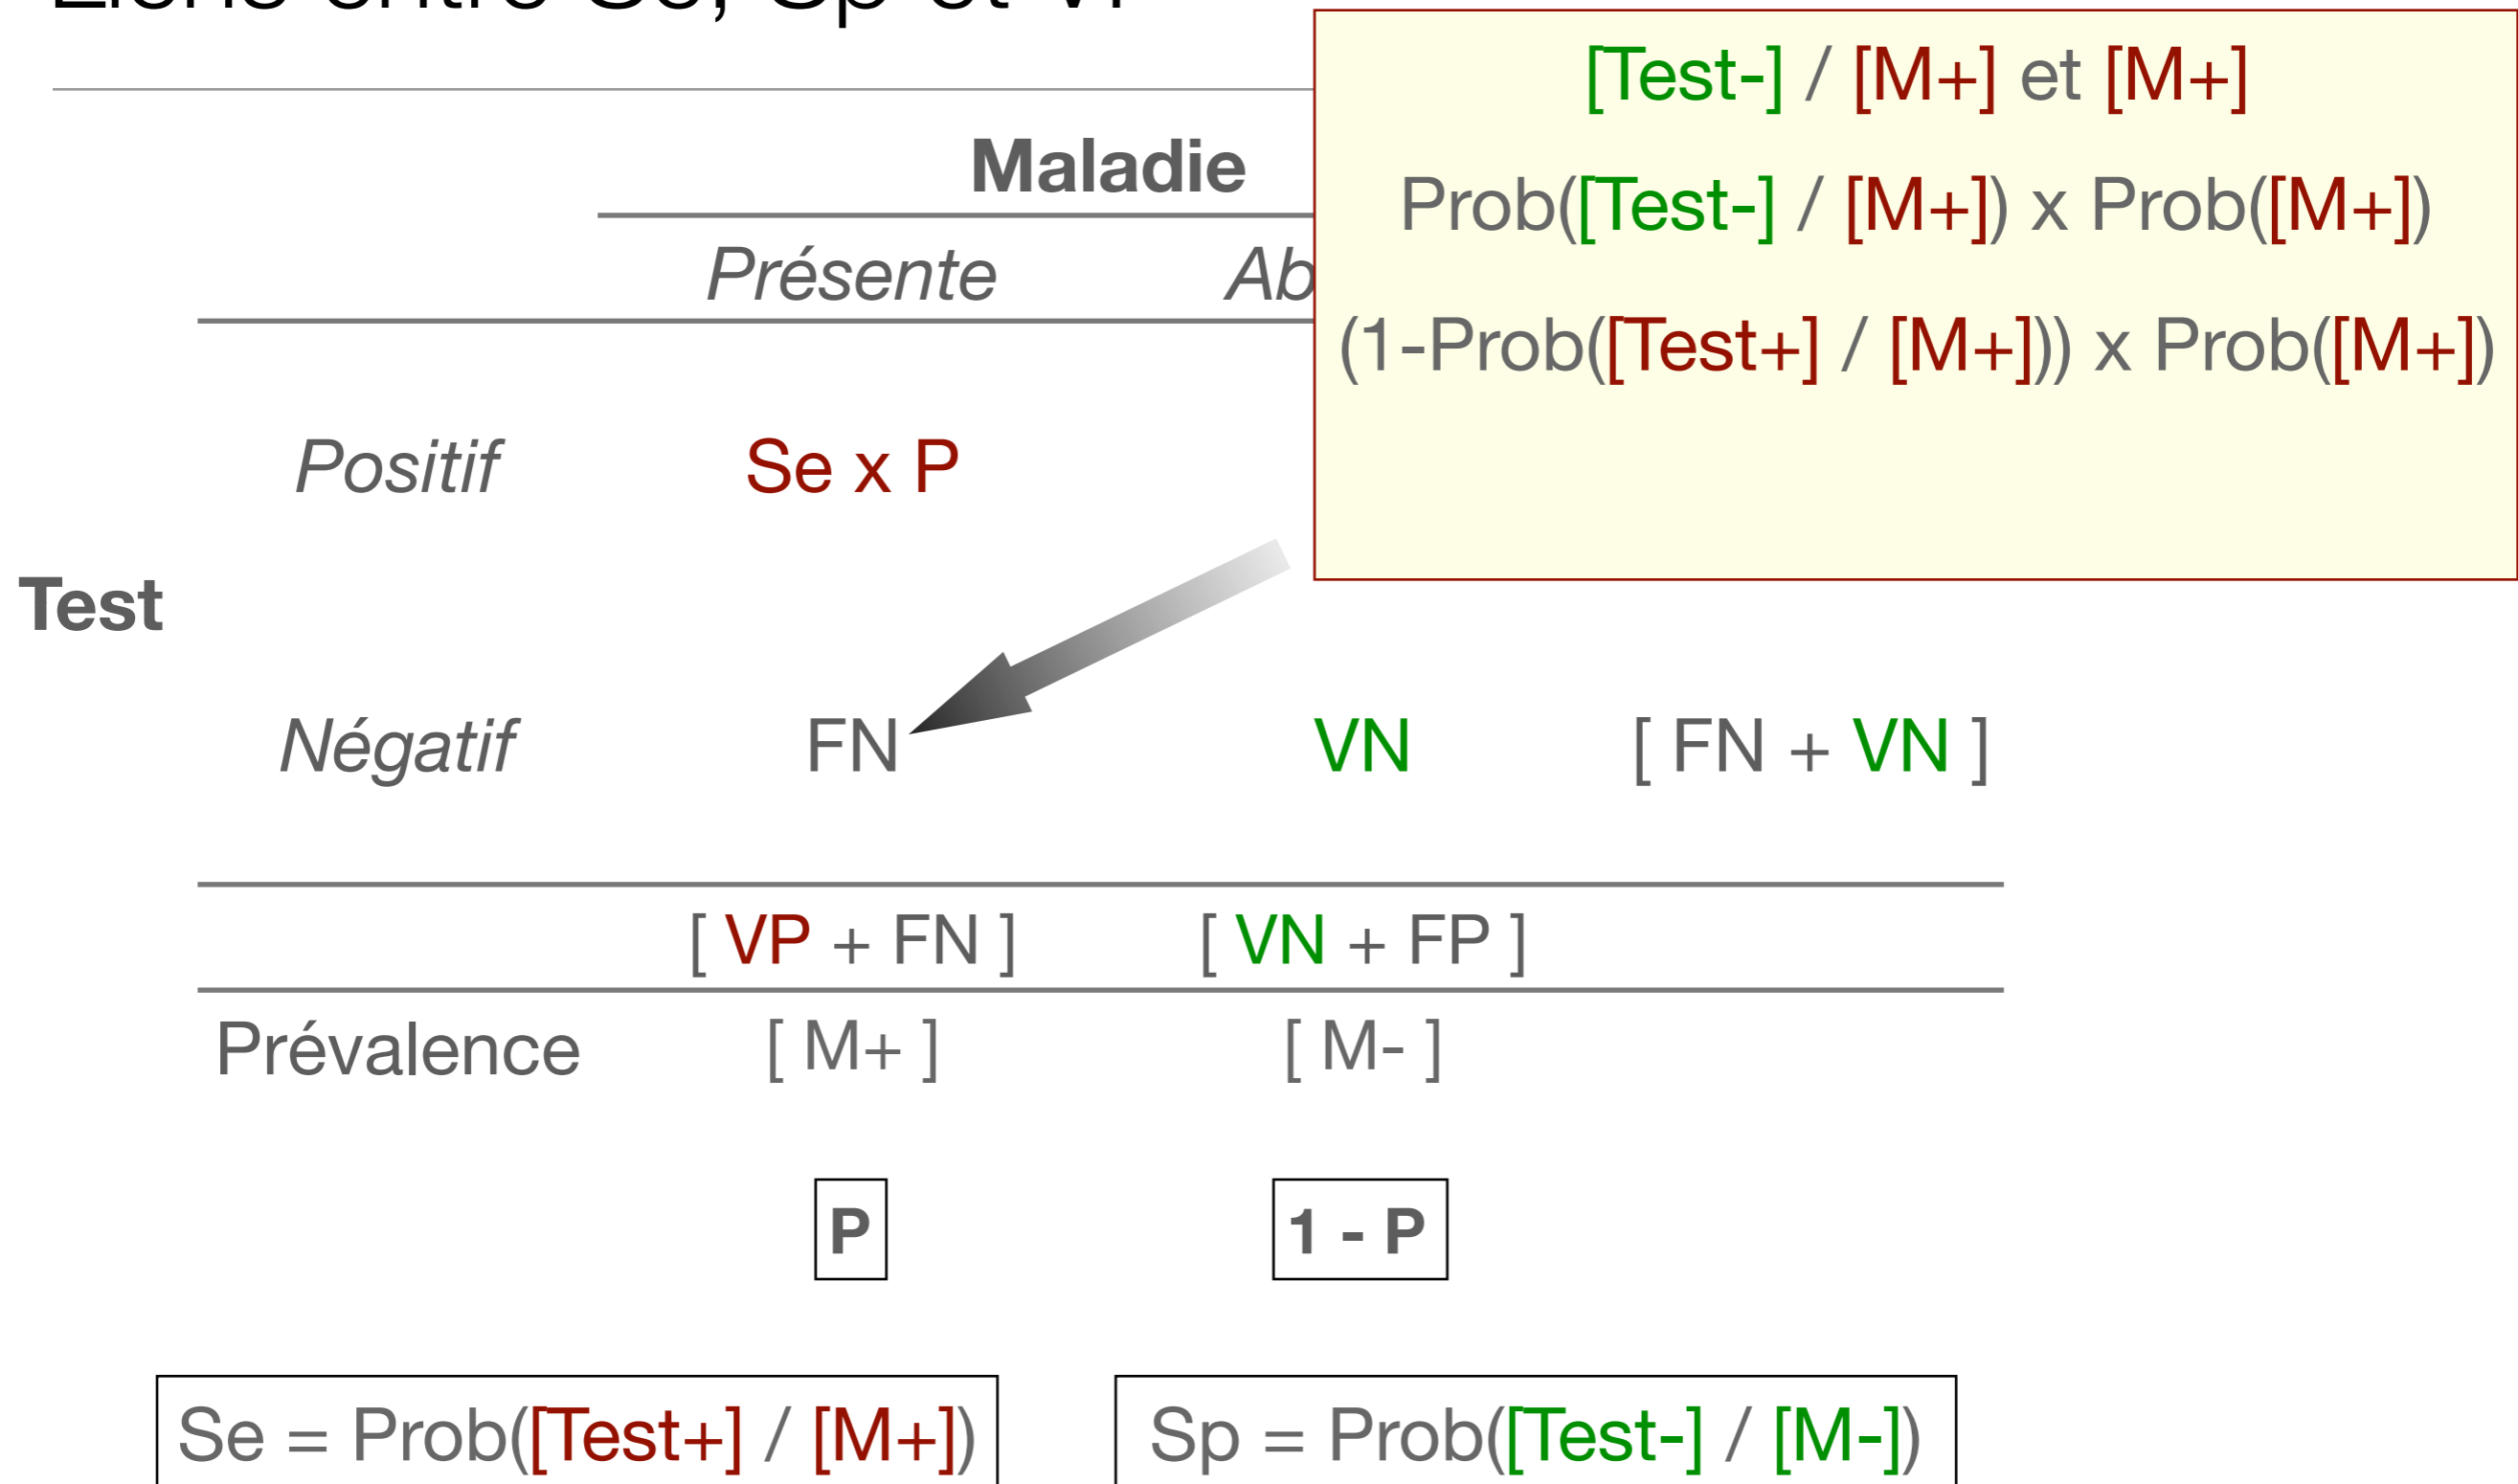 [Test-] / [M+] et [M+]
Prob([Test-] / [M+]) x Prob([M+])
(1-Prob([Test+] / [M+])) x Prob([M+])
Maladie
Présente
Positif Se x P
Test
Négatif FN VN [ FN + VN ]
[ VP + FN ] [ VN + FP ]
Prévalence [ M+ ] [ M- ]
P 1 - P
Se = Prob([Test+] / [M+]) Sp = Prob([Test-] / [M-])